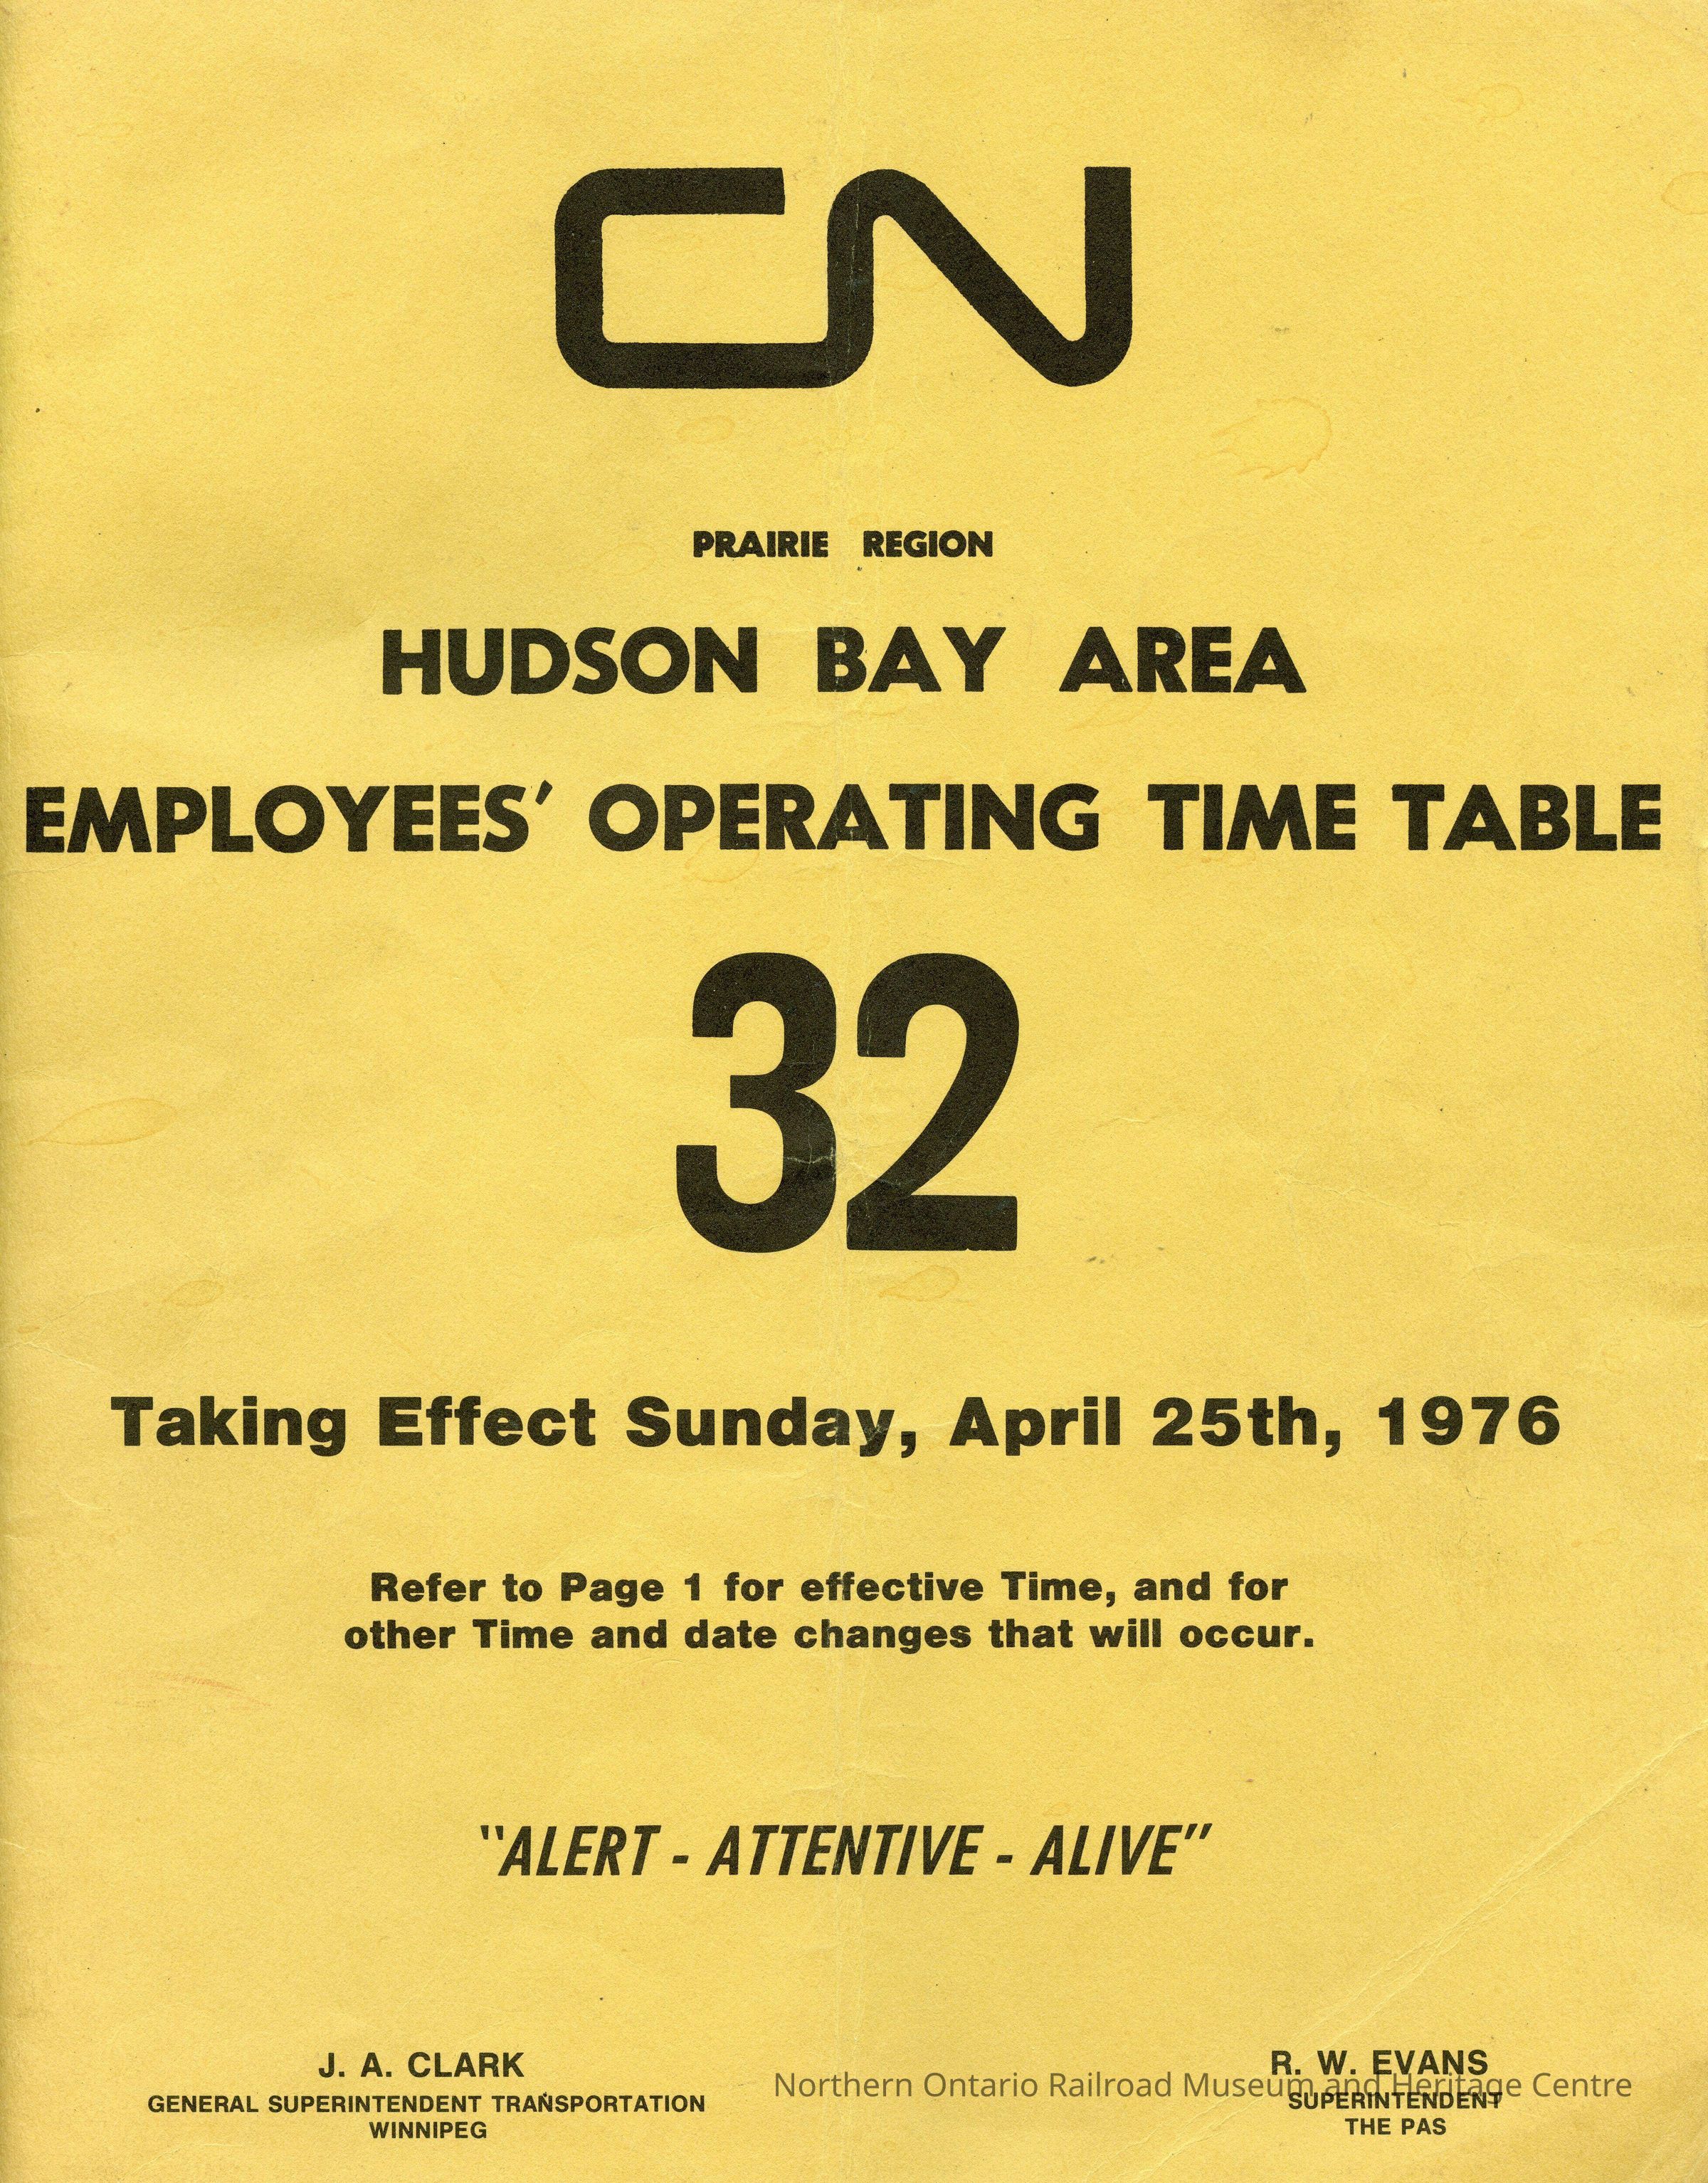 CN
PRAIRIE REGION
HUDSON BAY AREA
EMPLOYEES' OPERATING TIME TABLE
32
Taking Effect Sunday, April 25th, 1976
Refer to Page 1 for effective Time, and for
other Time and date changes that will occur.
"ALERT - ATTENTIVE - ALIVE"
J. A. CLARK
GENERAL SUPERINTENDENT TRANSPORTATION
WINNIPEG
R. W. EVANS
SUPERINTENDENT
THE PAS
Northern Ontario Railroad Museum and Heritage Centre